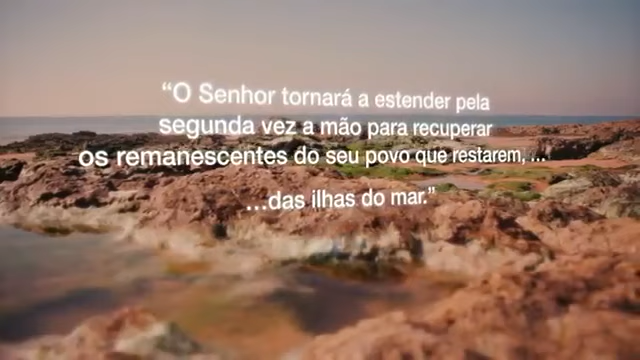 “O Senhor tornará a estender pela
segunda vez a mão para recuperar
os remanescentes do seu povo que restarem, ...
...das ilhas do mar.”